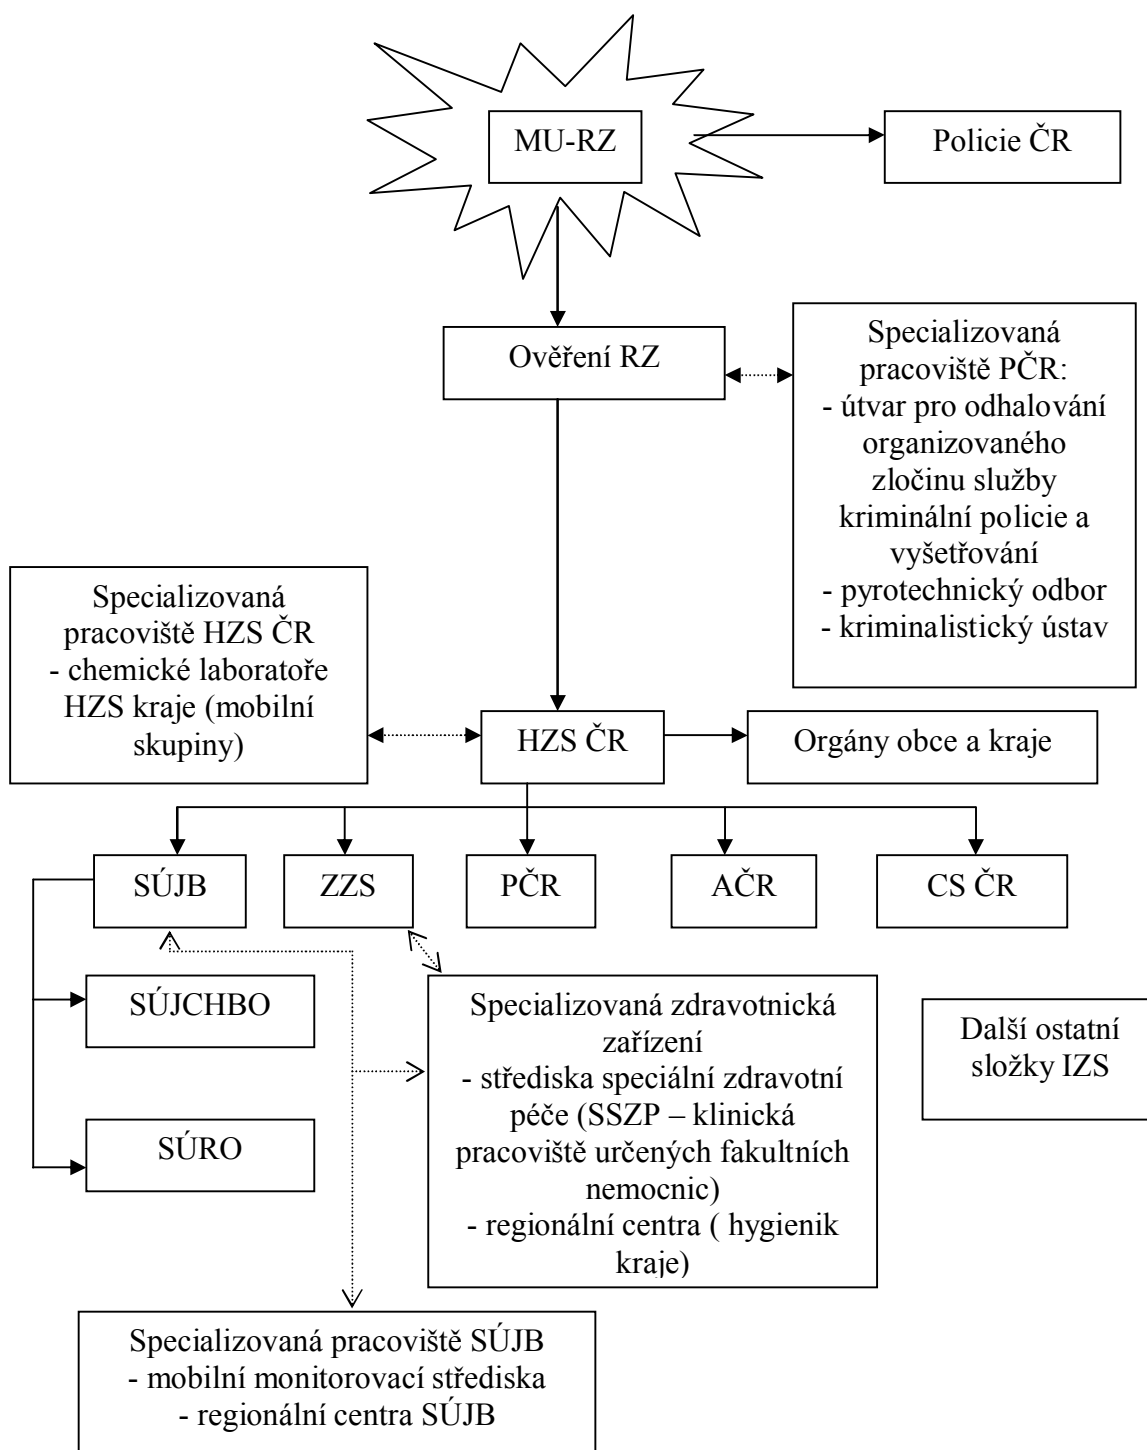 MU-RZ
Policie ČR
Ověření RZ
Specializovaná
pracoviště PČR:
- útvar pro odhalování
organizovaného
zločinu služby
kriminální policie a
vyšetřování
- pyrotechnický odbor
- kriminalistický ústav
Specializovaná
pracoviště HZS ČR
- chemické laboratoře
HZS kraje (mobilní
skupiny)
HZS ČR
Orgány obce a kraje
SÚJB
ZZS
PČR
AČR
CS ČR
SÚJCHBO
SÚRO
Specializovaná zdravotnická
zařízení
- střediska speciální zdravotní
péče (SSZP – klinická
pracoviště určených fakultních
nemocnic)
- regionální centra ( hygienik
kraje)
Další ostatní
složky IZS
Specializovaná pracoviště SÚJB
- mobilní monitorovací střediska
- regionální centra SÚJB